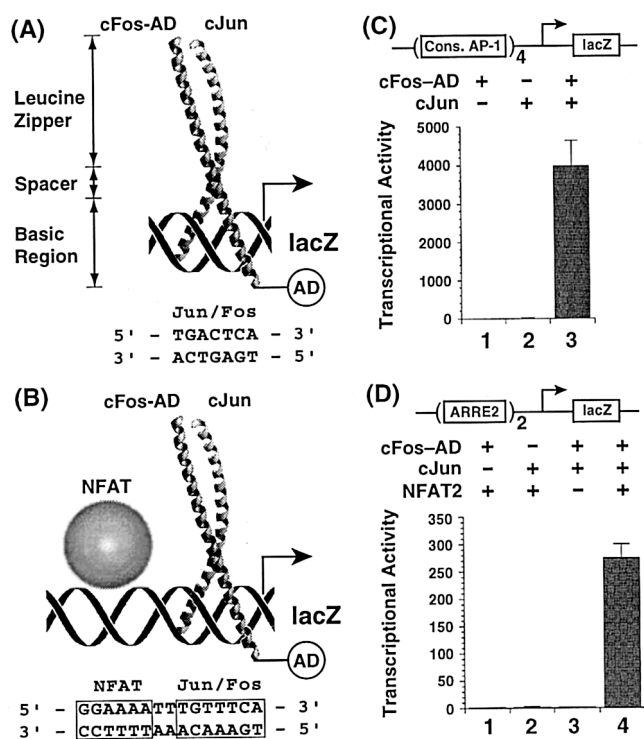 (A)
cFos-AD cJun
Leucine
Zipper
Spacer
Basic
Region
lacZ
AD
Jun/Fos
5' - TGACTCA - 3'
3' - ACTGAGT - 5'
(B)
cFos-AD cJun
NFAT
lacZ
AD
NFAT Jun/Fos
5' - GGAAAATTTGTTTCA - 3'
3' - CCTTTTAAACAAAGT - 5'
(C)
Cons. AP-1 4 lacZ
cFos–AD + – +
cJun – + +
Transcriptional Activity
5000
4000
3000
2000
1000
0
1 2 3
(D)
ARRE2 2 lacZ
cFos–AD + – + +
cJun – + + +
NFAT2 + + – +
Transcriptional Activity
350
300
250
200
150
100
50
0
1 2 3 4